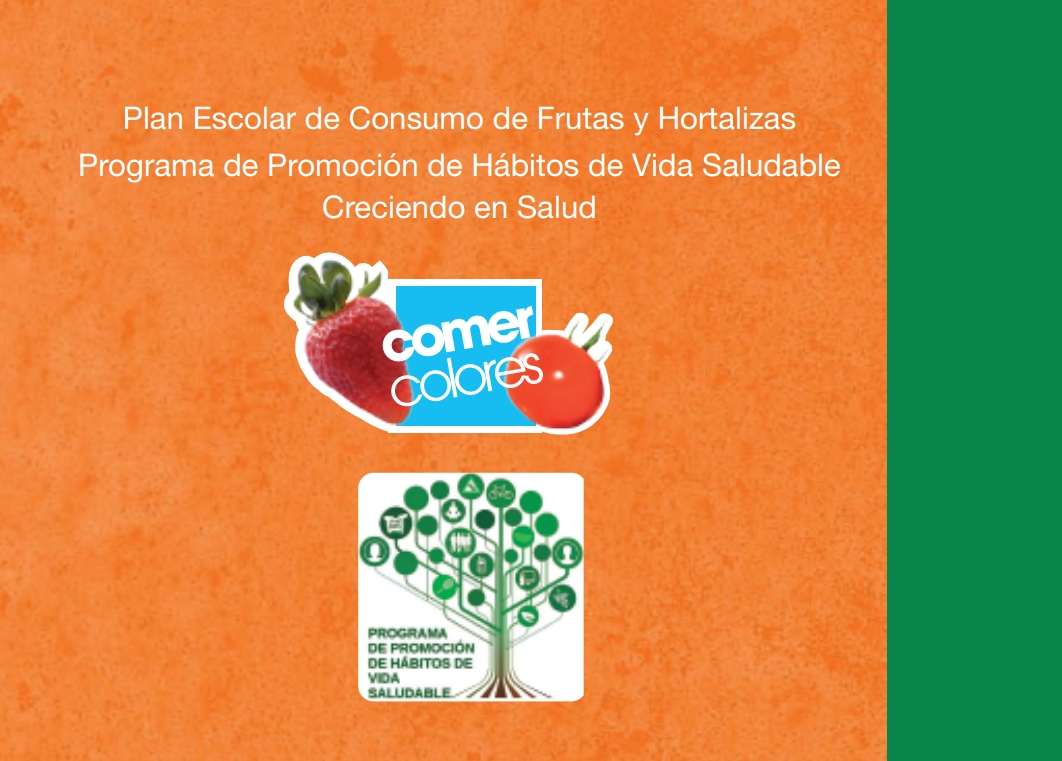 Plan Escolar de Consumo de Frutas y Hortalizas
Programa de Promoción de Hábitos de Vida Saludable
Creciendo en Salud
comer
colores
PROGRAMA
DE PROMOCIÓN
DE HÁBITOS DE
VIDA
SALUDABLE